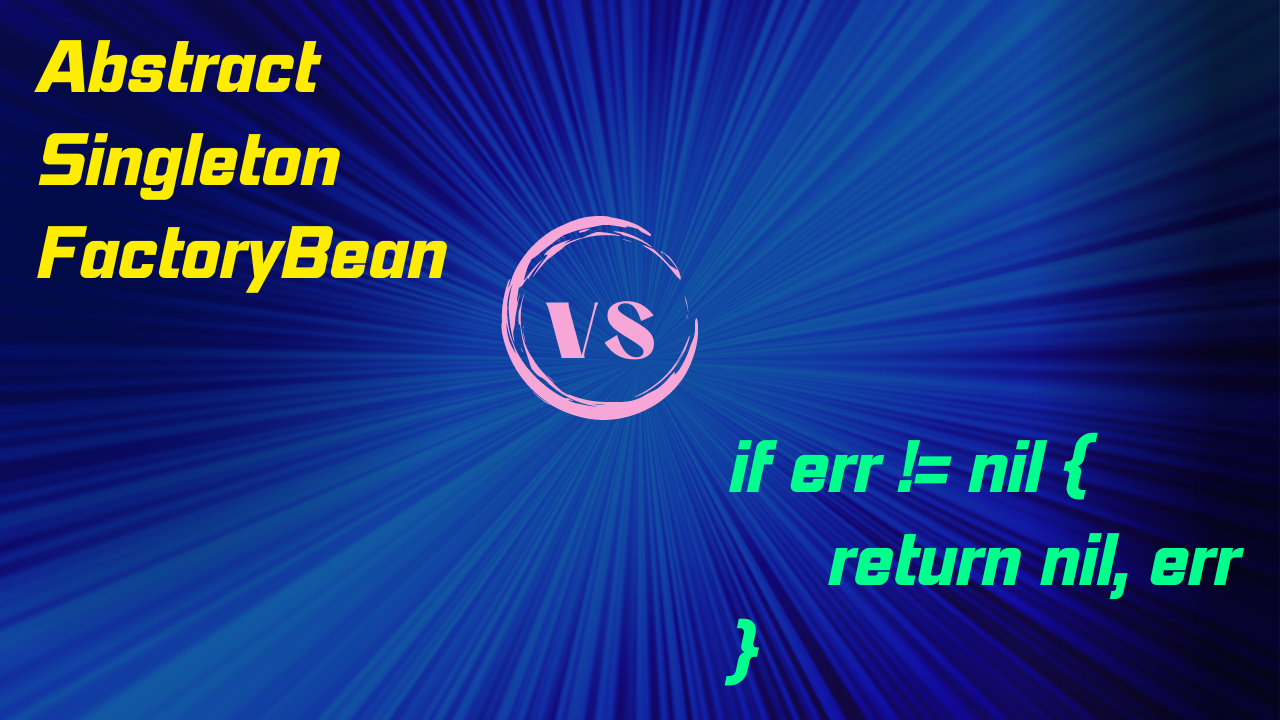 Abstract
Singleton
FactoryBean
VS
if err != nil {
return nil, err
}